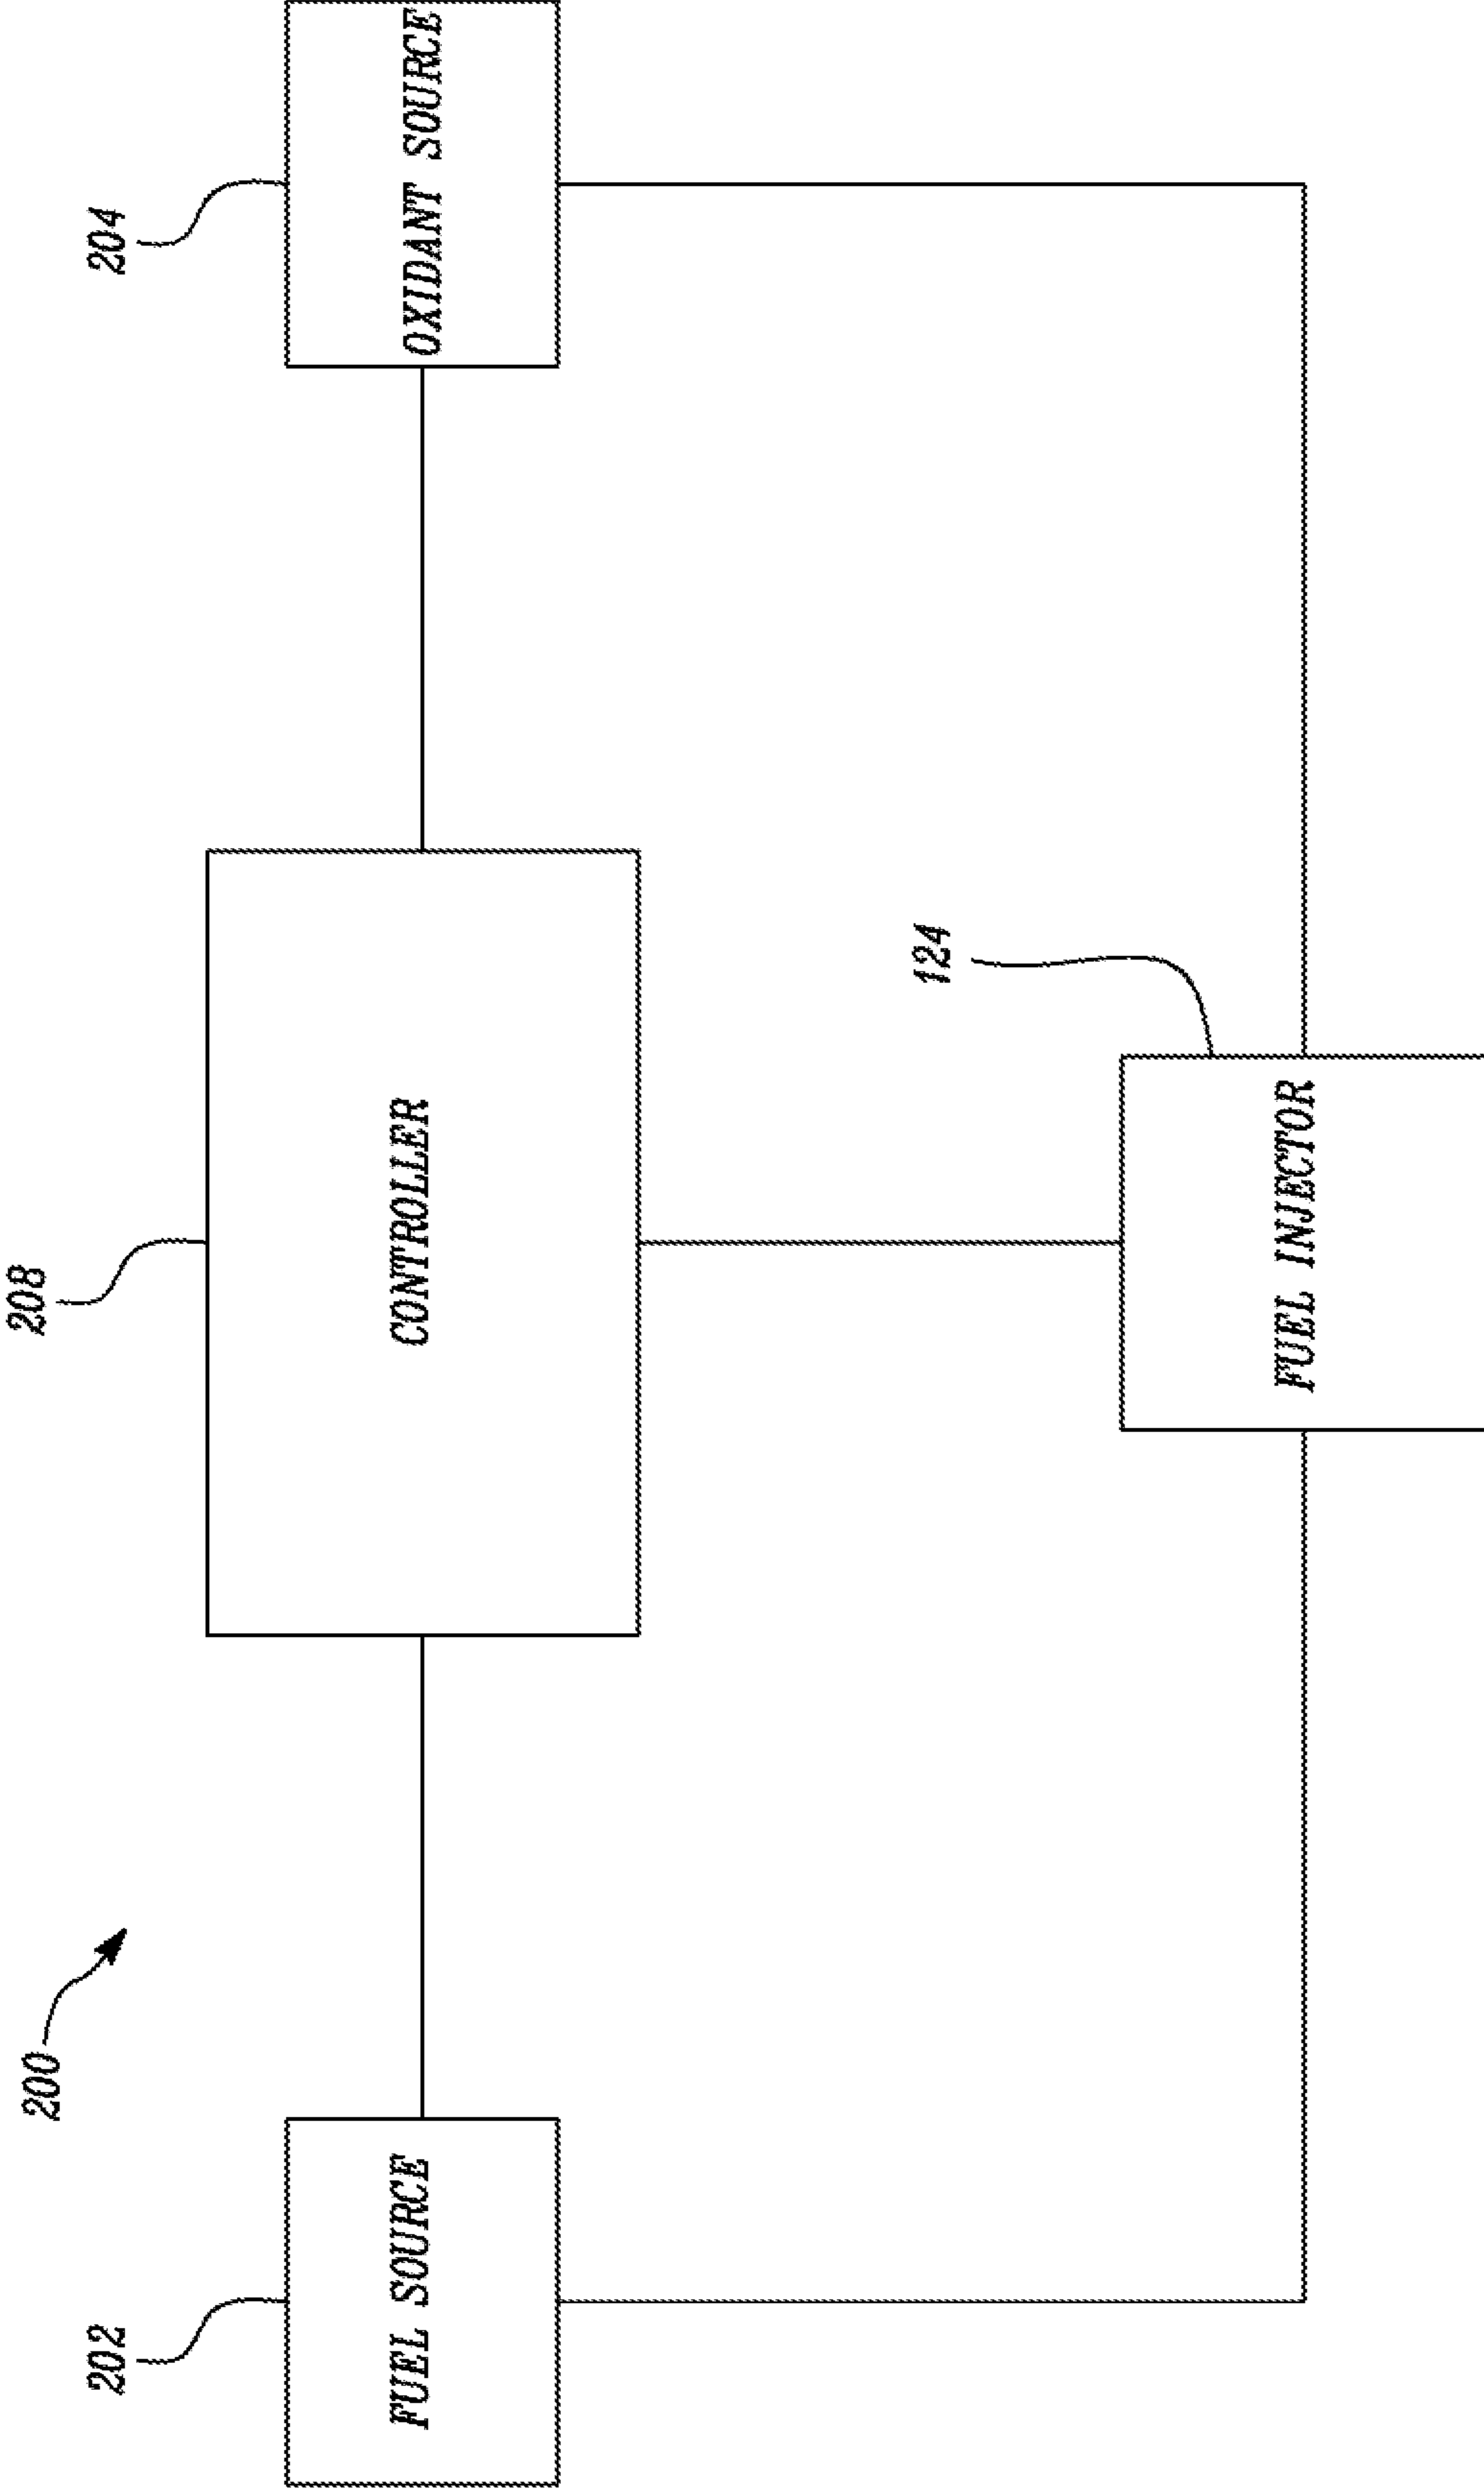 200
208
202
204
FUEL SOURCE
CONTROLLER
OXIDANT SOURCE
124
FUEL INJECTOR